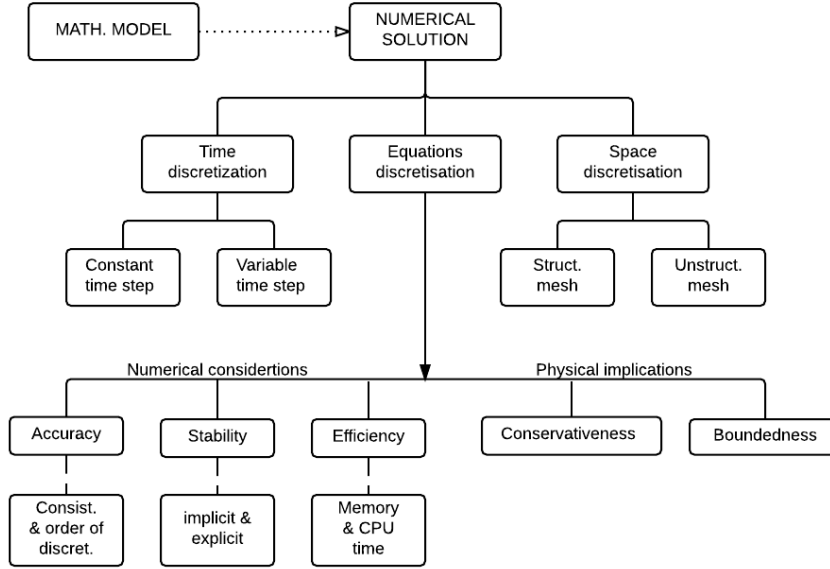 MATH. MODEL
NUMERICAL
SOLUTION
Time
discretization
Equations
discretisation
Space
discretisation
Constant
time step
Variable
time step
Struct.
mesh
Unstruct.
mesh
Numerical considertions
Physical implications
Accuracy
Stability
Efficiency
Conservativeness
Boundedness
Consist.
& order of
discret.
implicit &
explicit
Memory
& CPU
time